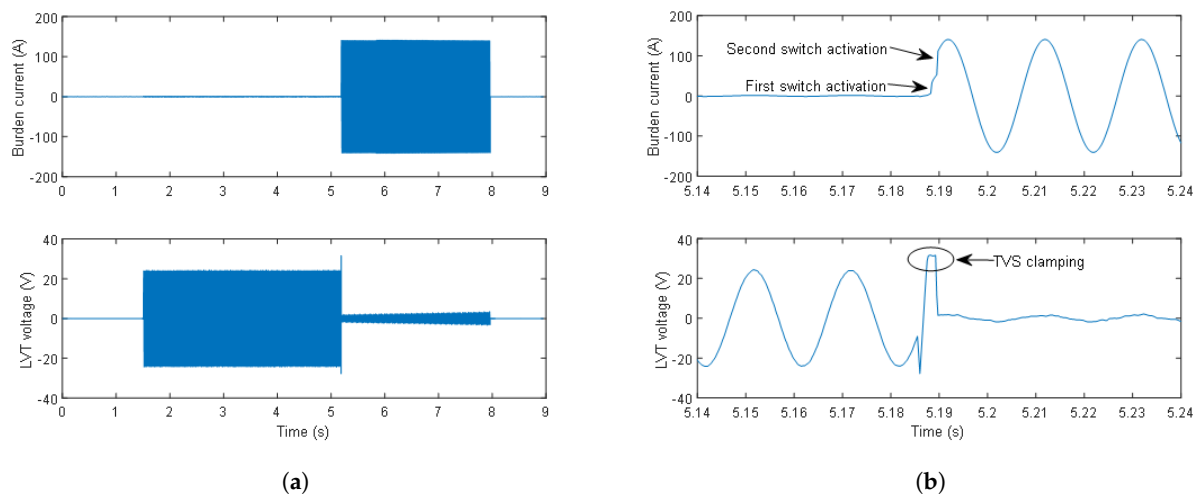 Burden current (A)
200
100
0
-100
-200
0 1 2 3 4 5 6 7 8 9
LVT voltage (V)
40
20
0
-20
-40
0 1 2 3 4 5 6 7 8 9
Time (s)
(a)
Burden current (A)
200
100
0
-100
-200
Second switch activation
First switch activation
5.14 5.15 5.16 5.17 5.18 5.19 5.2 5.21 5.22 5.23 5.24
LVT voltage (V)
40
20
0
-20
-40
TVS clamping
5.14 5.15 5.16 5.17 5.18 5.19 5.2 5.21 5.22 5.23 5.24
Time (s)
(b)